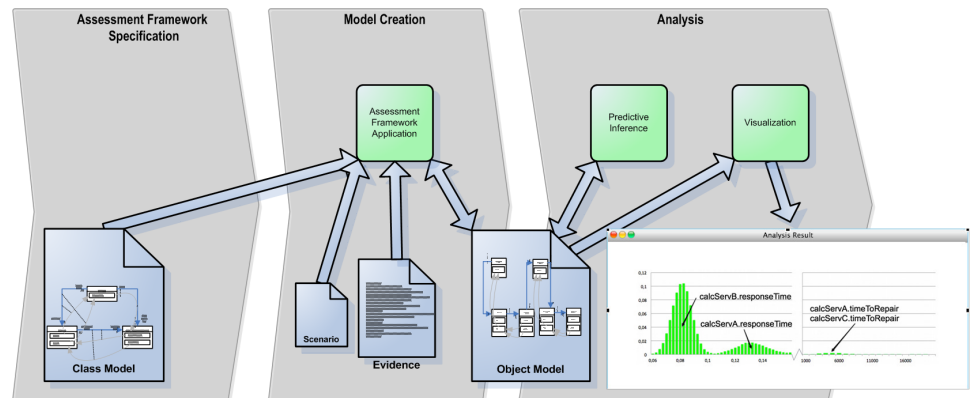 Assessment Framework
Specification
Model Creation
Analysis
Assessment
Framework
Application
Predictive
Inference
Visualization
Class Model
Scenario
Evidence
Object Model
Analysis Result
0,12
0,1
0,08
0,06
0,04
0,02
0
calcServB.responseTime
calcServA.responseTime
calcServA.timeToRepair
calcServC.timeToRepair
0,06 0,08 0,1 0,12 0,14 1000 6000 11000 16000